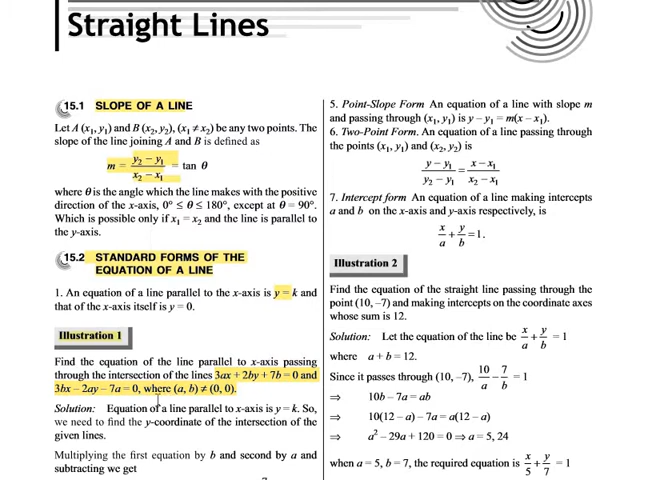 Straight Lines
15.1 SLOPE OF A LINE
Let A (x₁, y₁) and B (x₂, y₂), (x₁ ≠ x₂) be any two points. The
slope of the line joining A and B is defined as
m = (y₂ − y₁)/(x₂ − x₁) = tan θ
where θ is the angle which the line makes with the positive
direction of the x-axis, 0° ≤ θ ≤ 180°, except at θ = 90°.
Which is possible only if x₁ = x₂ and the line is parallel to
the y-axis.
15.2 STANDARD FORMS OF THE
EQUATION OF A LINE
1. An equation of a line parallel to the x-axis is y = k and
that of the x-axis itself is y = 0.
Illustration 1
Find the equation of the line parallel to x-axis passing
through the intersection of the lines 3ax + 2by + 7b = 0 and
3bx − 2ay − 7a = 0, where (a, b) ≠ (0, 0).
Solution: Equation of a line parallel to x-axis is y = k. So,
we need to find the y-coordinate of the intersection of the
given lines.
Multiplying the first equation by b and second by a and
subtracting we get
5. Point-Slope Form An equation of a line with slope m
and passing through (x₁, y₁) is y − y₁ = m(x − x₁).
6. Two-Point Form. An equation of a line passing through
the points (x₁, y₁) and (x₂, y₂) is
(y − y₁)/(y₂ − y₁) = (x − x₁)/(x₂ − x₁)
7. Intercept form An equation of a line making intercepts
a and b on the x-axis and y-axis respectively, is
x/a + y/b = 1.
Illustration 2
Find the equation of the straight line passing through the
point (10, −7) and making intercepts on the coordinate axes
whose sum is 12.
Solution: Let the equation of the line be x/a + y/b = 1
where a + b = 12.
Since it passes through (10, −7), 10/a − 7/b = 1
⇒ 10b − 7a = ab
⇒ 10(12 − a) − 7a = a(12 − a)
⇒ a² − 29a + 120 = 0 ⇒ a = 5, 24
when a = 5, b = 7, the required equation is x/5 + y/7 = 1